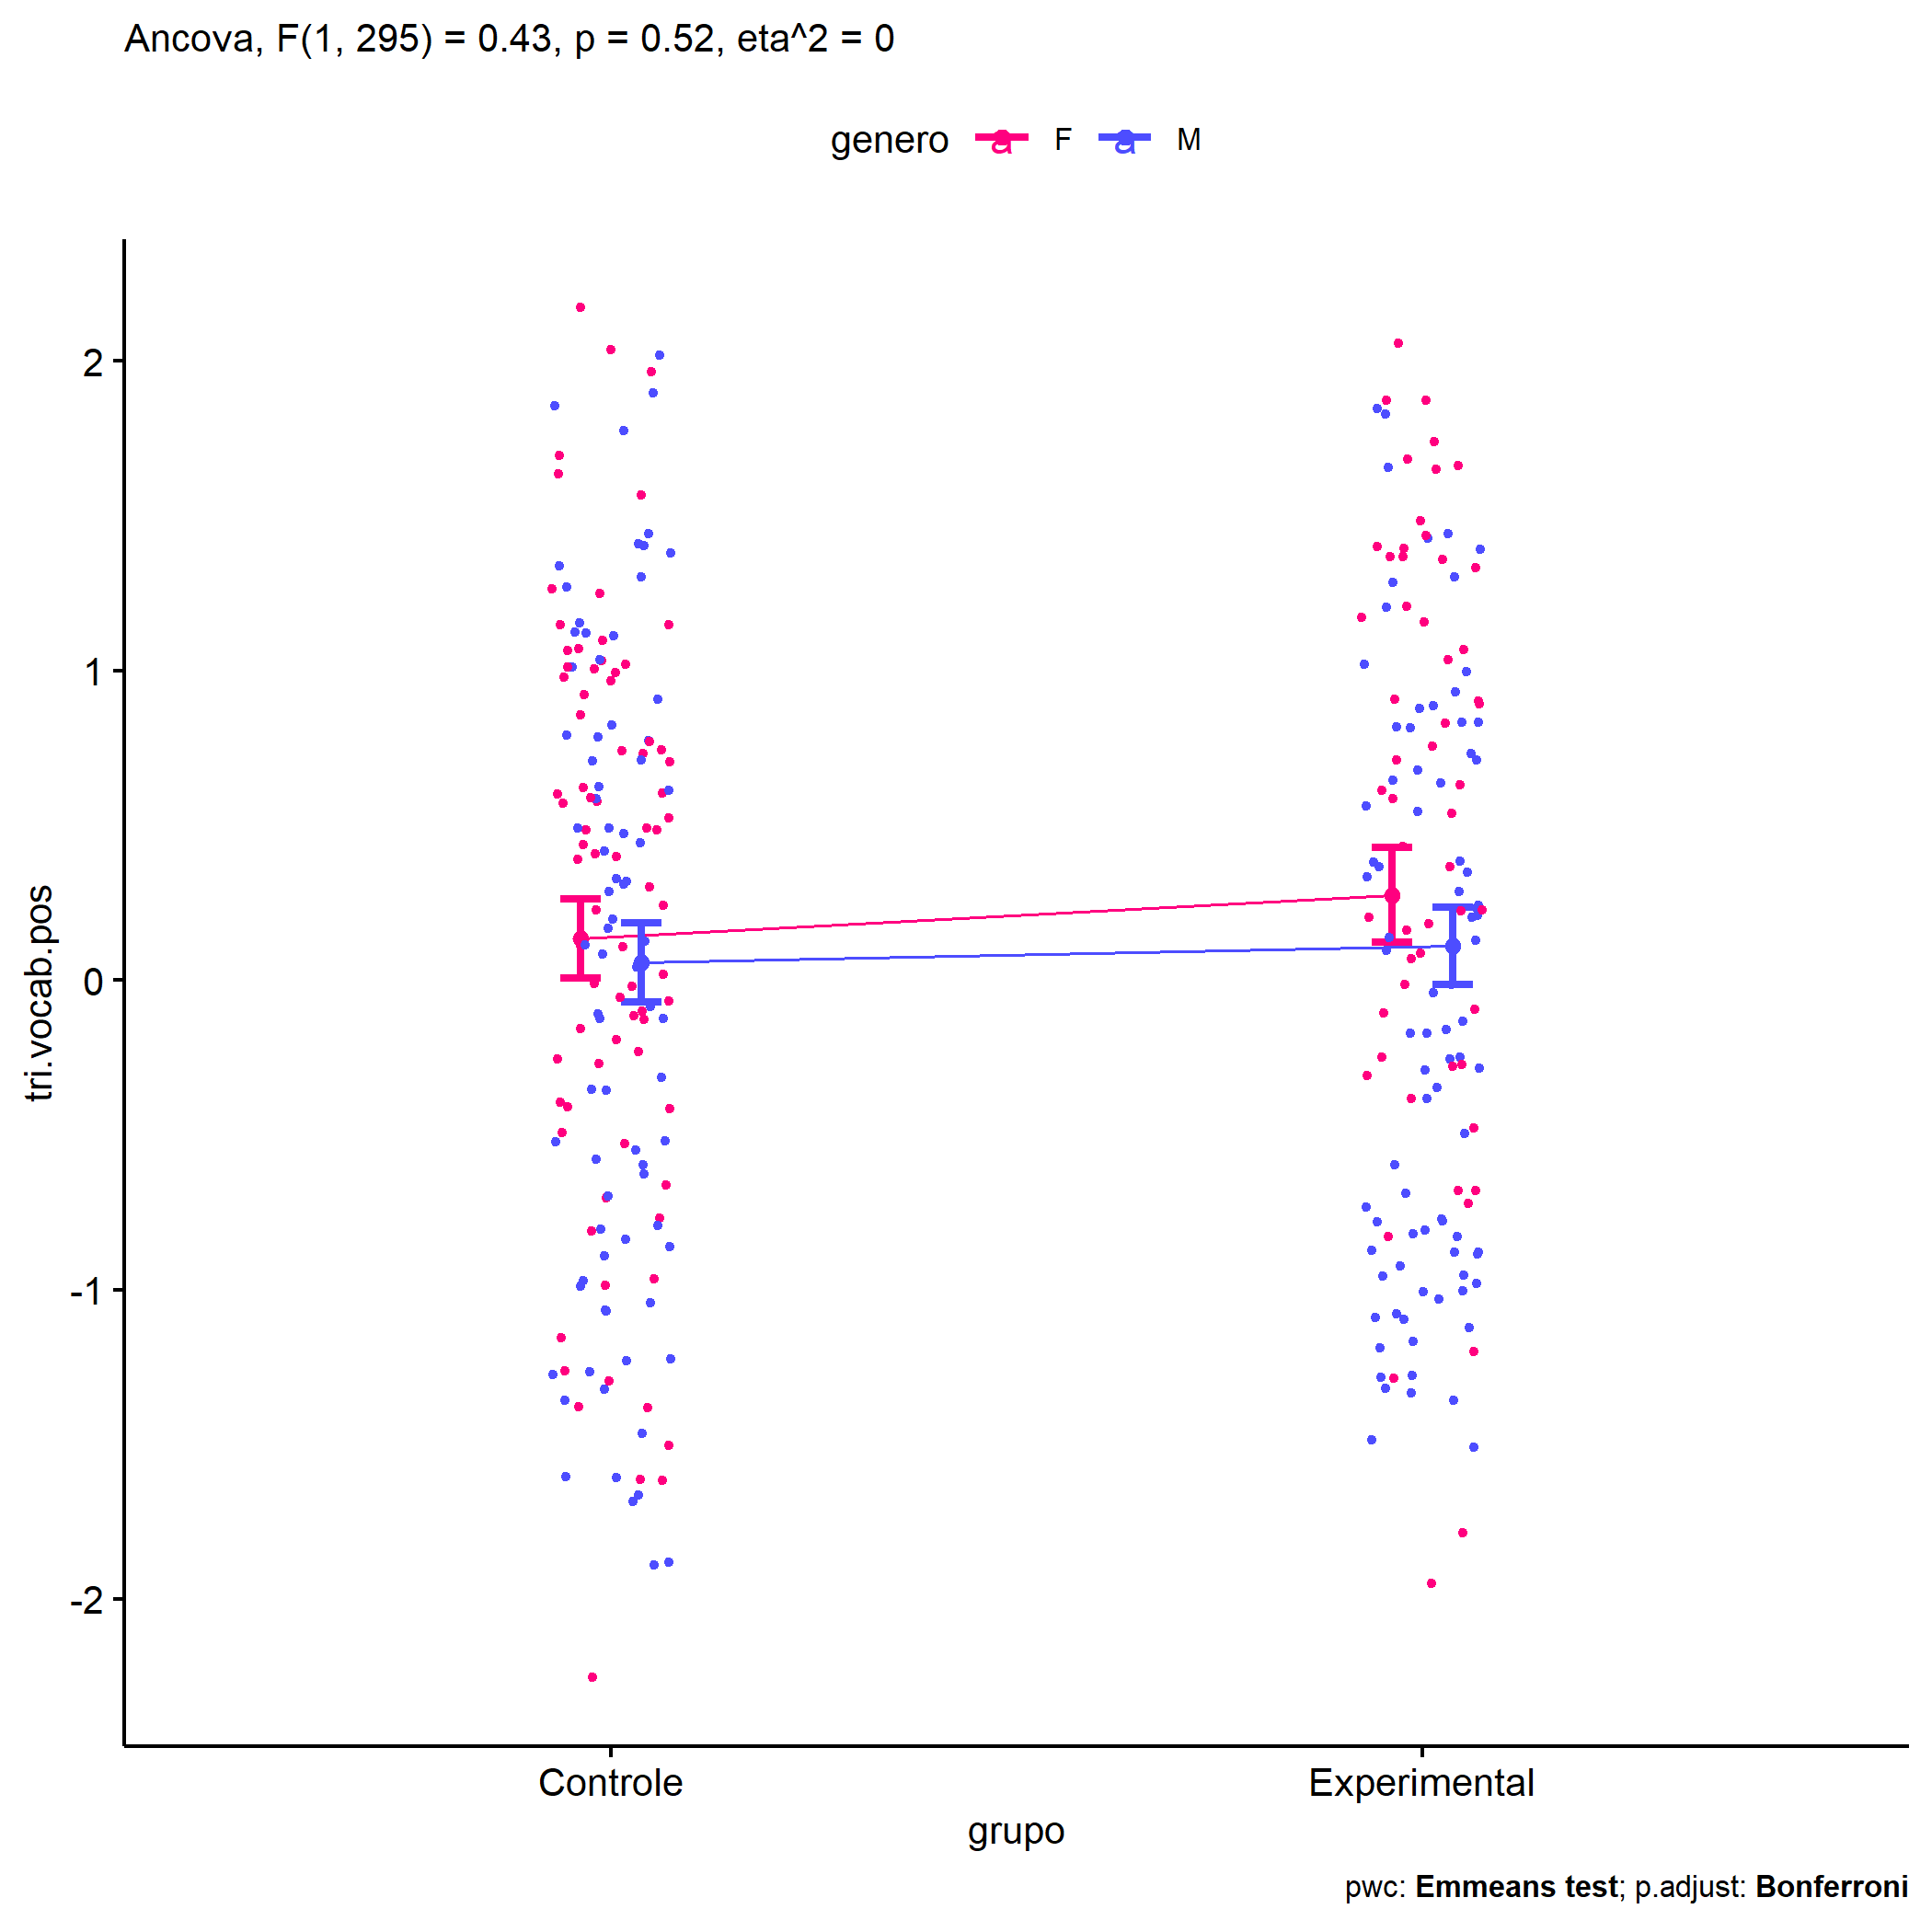 Ancova, F(1, 295) = 0.43, p = 0.52, eta^2 = 0
genero a F a M
tri.vocab.pos
2
1
0
-1
-2
Controle Experimental
grupo
pwc: Emmeans test; p.adjust: Bonferroni